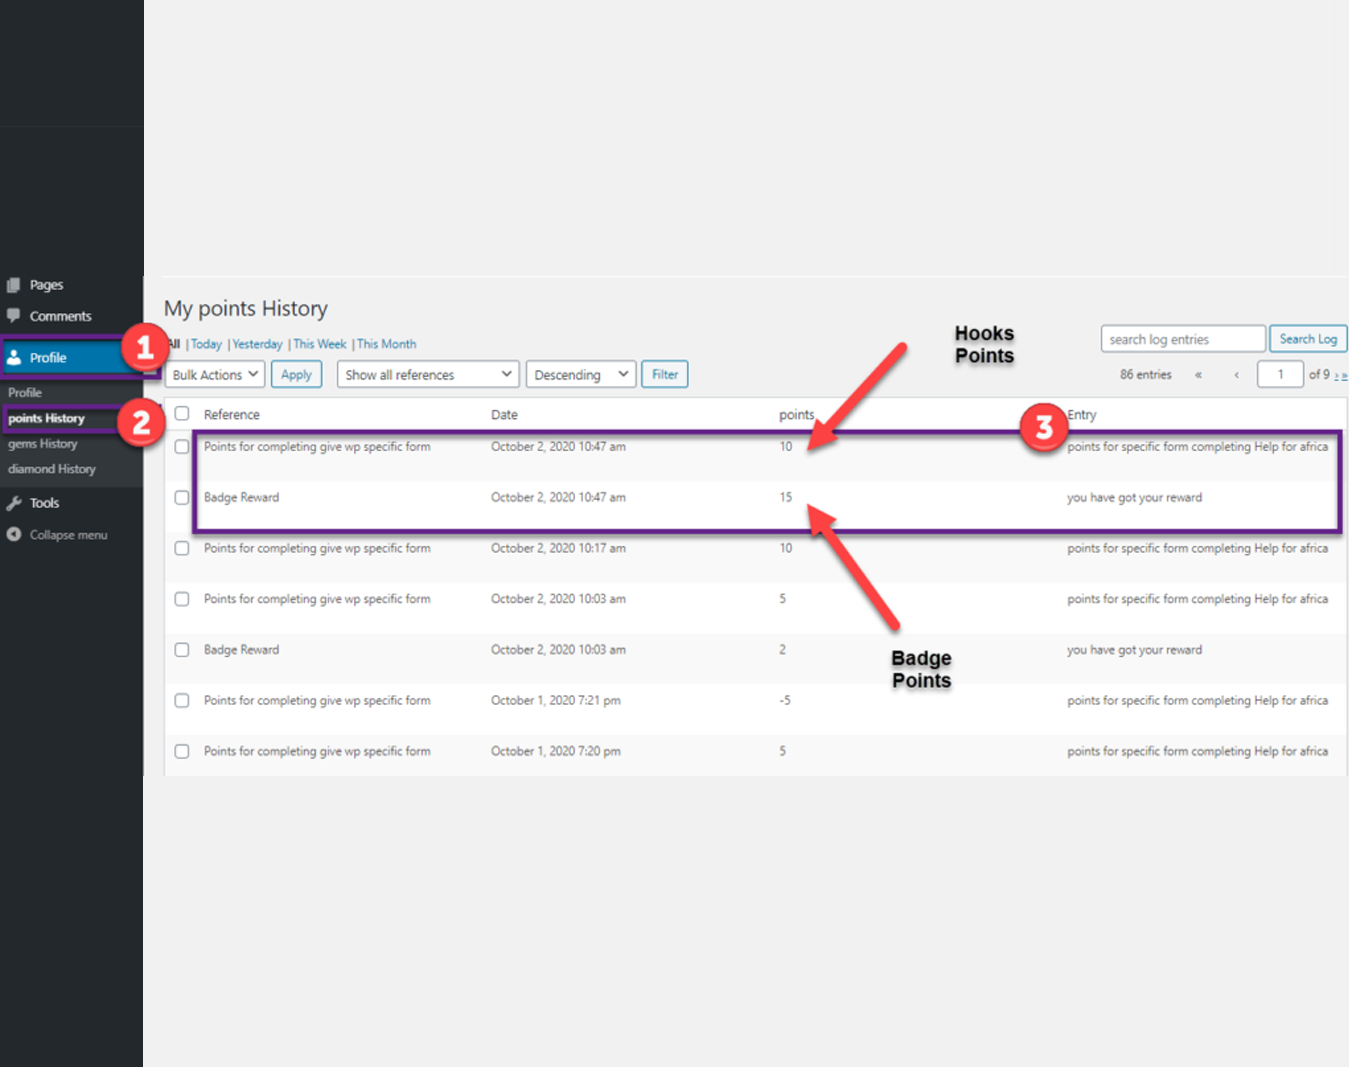 Pages
Comments
Profile
1
Profile
points History
2
gems History
diamond History
Tools
Collapse menu
My points History
All | Today | Yesterday | This Week | This Month
search log entries Search Log
Bulk Actions Apply Show all references Descending Filter
86 entries « ‹ 1 of 9 › »
Hooks
Points
Reference Date points Entry
3
Points for completing give wp specific form October 2, 2020 10:47 am 10 points for specific form completing Help for africa
Badge Reward October 2, 2020 10:47 am 15 you have got your reward
Points for completing give wp specific form October 2, 2020 10:17 am 10 points for specific form completing Help for africa
Points for completing give wp specific form October 2, 2020 10:03 am 5 points for specific form completing Help for africa
Badge Reward October 2, 2020 10:03 am 2 you have got your reward
Badge
Points
Points for completing give wp specific form October 1, 2020 7:21 pm -5 points for specific form completing Help for africa
Points for completing give wp specific form October 1, 2020 7:20 pm 5 points for specific form completing Help for africa